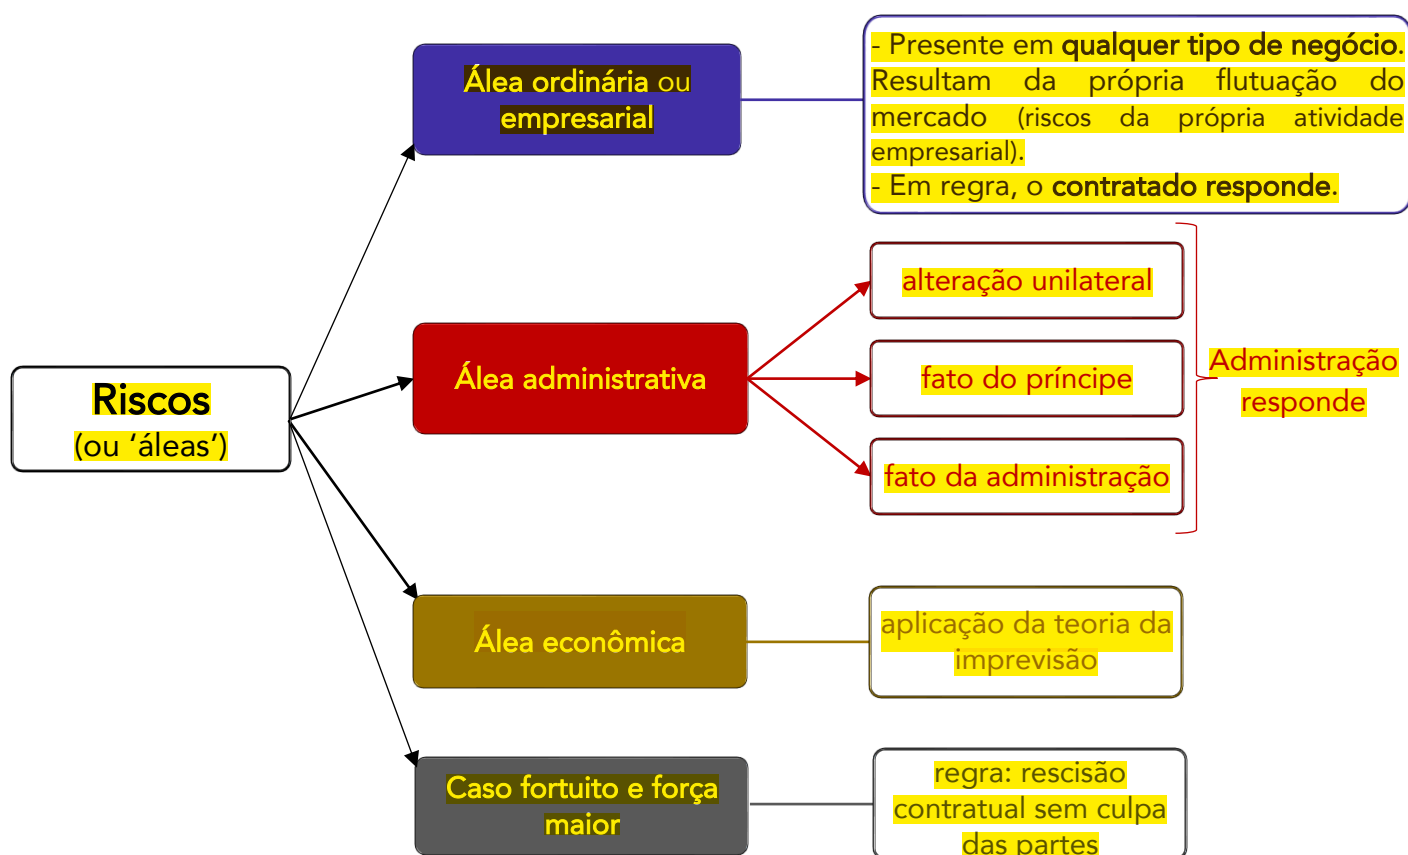 Riscos
(ou ‘áleas’)
Álea ordinária ou
empresarial
- Presente em qualquer tipo de negócio.
Resultam da própria flutuação do
mercado (riscos da própria atividade
empresarial).
- Em regra, o contratado responde.
Álea administrativa
alteração unilateral
fato do príncipe
fato da administração
Administração
responde
Álea econômica
aplicação da teoria da
imprevisão
Caso fortuito e força
maior
regra: rescisão
contratual sem culpa
das partes